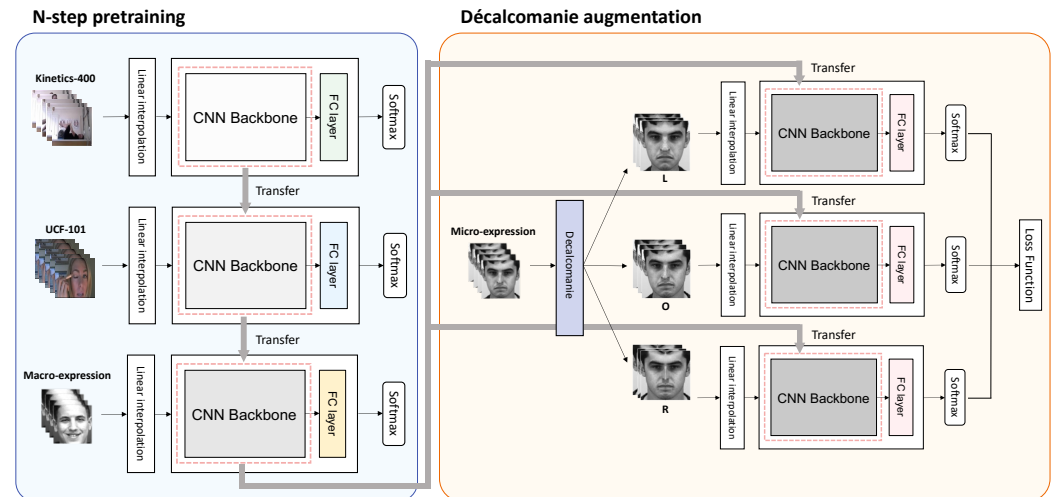 N-step pretraining
Kinetics-400
Linear interpolation
CNN Backbone
FC layer
Softmax
Transfer
UCF-101
Linear interpolation
CNN Backbone
FC layer
Softmax
Transfer
Macro-expression
Linear interpolation
CNN Backbone
FC layer
Softmax
Décalcomanie augmentation
Micro-expression
Decalcomanie
Transfer
L
Linear interpolation
CNN Backbone
FC layer
Softmax
Transfer
O
Linear interpolation
CNN Backbone
FC layer
Softmax
Transfer
R
Linear interpolation
CNN Backbone
FC layer
Softmax
Loss Function